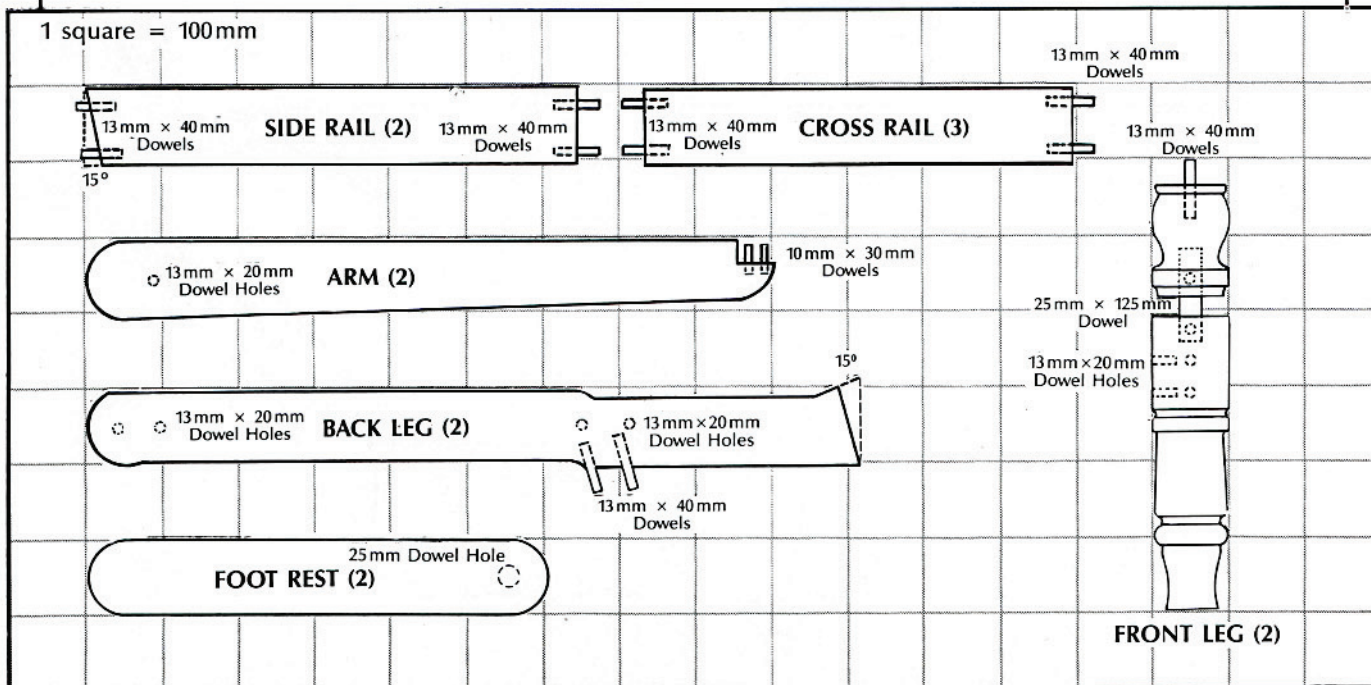 1 square = 100mm
13mm × 40mm
Dowels
13mm × 40mm
Dowels
SIDE RAIL (2)
13mm × 40mm
Dowels
13mm × 40mm
Dowels
CROSS RAIL (3)
13mm × 40mm
Dowels
15°
13mm × 20mm
Dowel Holes
ARM (2)
10mm × 30mm
Dowels
25mm × 125mm
Dowel
13mm×20mm
Dowel Holes
15°
13mm × 20mm
Dowel Holes
BACK LEG (2)
13mm×20mm
Dowel Holes
13mm × 40mm
Dowels
25mm Dowel Hole
FOOT REST (2)
FRONT LEG (2)